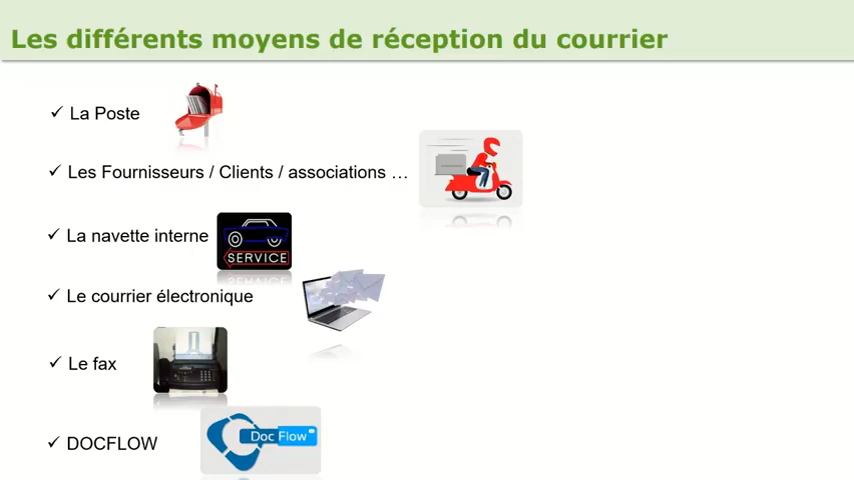 Les différents moyens de réception du courrier
✓ La Poste
✓ Les Fournisseurs / Clients / associations …
✓ La navette interne
SERVICE
✓ Le courrier électronique
✓ Le fax
✓ DOCFLOW
Doc Flow